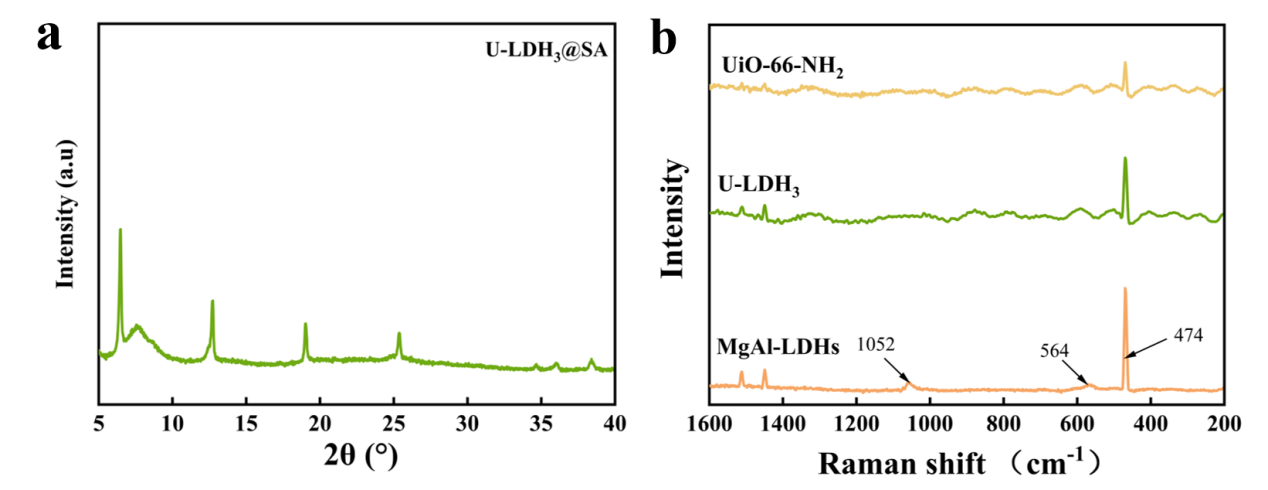 a
U-LDH₃@SA
Intensity (a.u)
5 10 15 20 25 30 35 40
2θ (°)
b
UiO-66-NH₂
U-LDH₃
MgAl-LDHs
1052
564
474
Intensity
1600 1400 1200 1000 800 600 400 200
Raman shift （cm⁻¹）